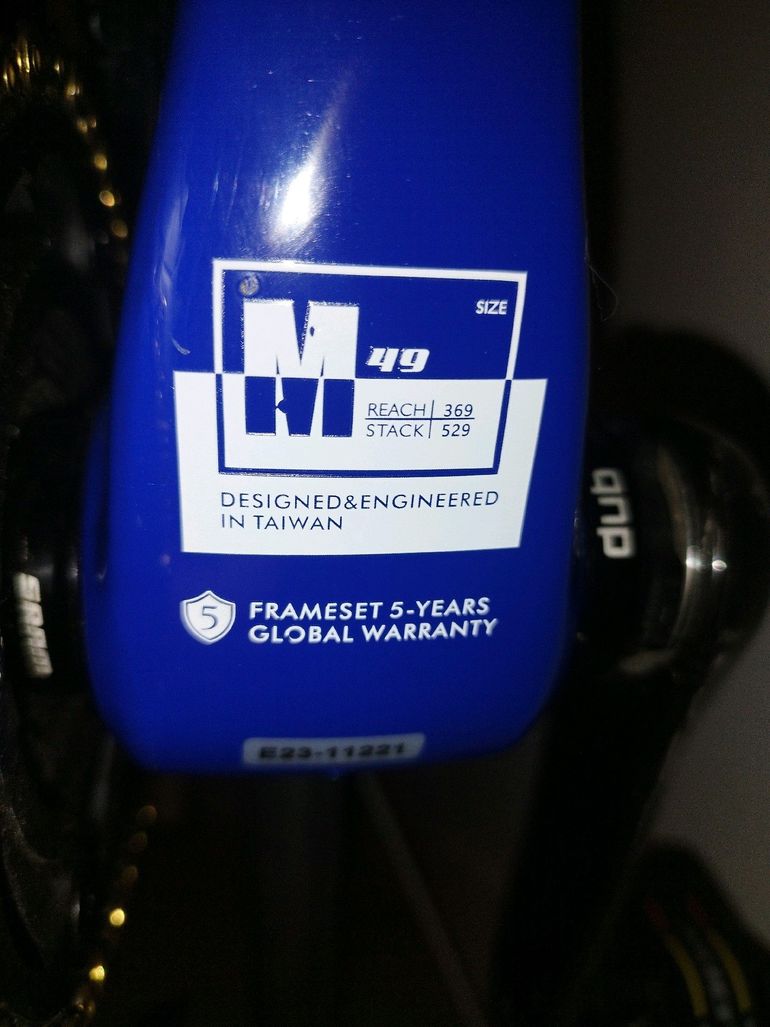 SIZE
M 49
REACH 369
STACK 529
DESIGNED&ENGINEERED
IN TAIWAN
5
FRAMESET 5-YEARS
GLOBAL WARRANTY
E23-11221
dub
SRAM